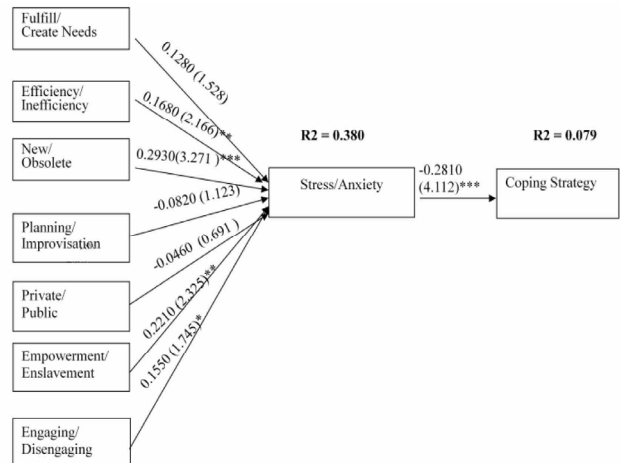 Fulfill/
Create Needs
0.1280 (1.528)
Efficiency/
Inefficiency
0.1680 (2.166)**
R2 = 0.380
R2 = 0.079
New/
Obsolete
0.2930(3.271 )***
Stress/Anxiety
-0.2810
(4.112)***
Coping Strategy
-0.0820 (1.123)
Planning/
Improvisation
-0.0460 (0.691 )
Private/
Public
0.2210 (2.325)**
Empowerment/
Enslavement
0.1550 (1.745)*
Engaging/
Disengaging